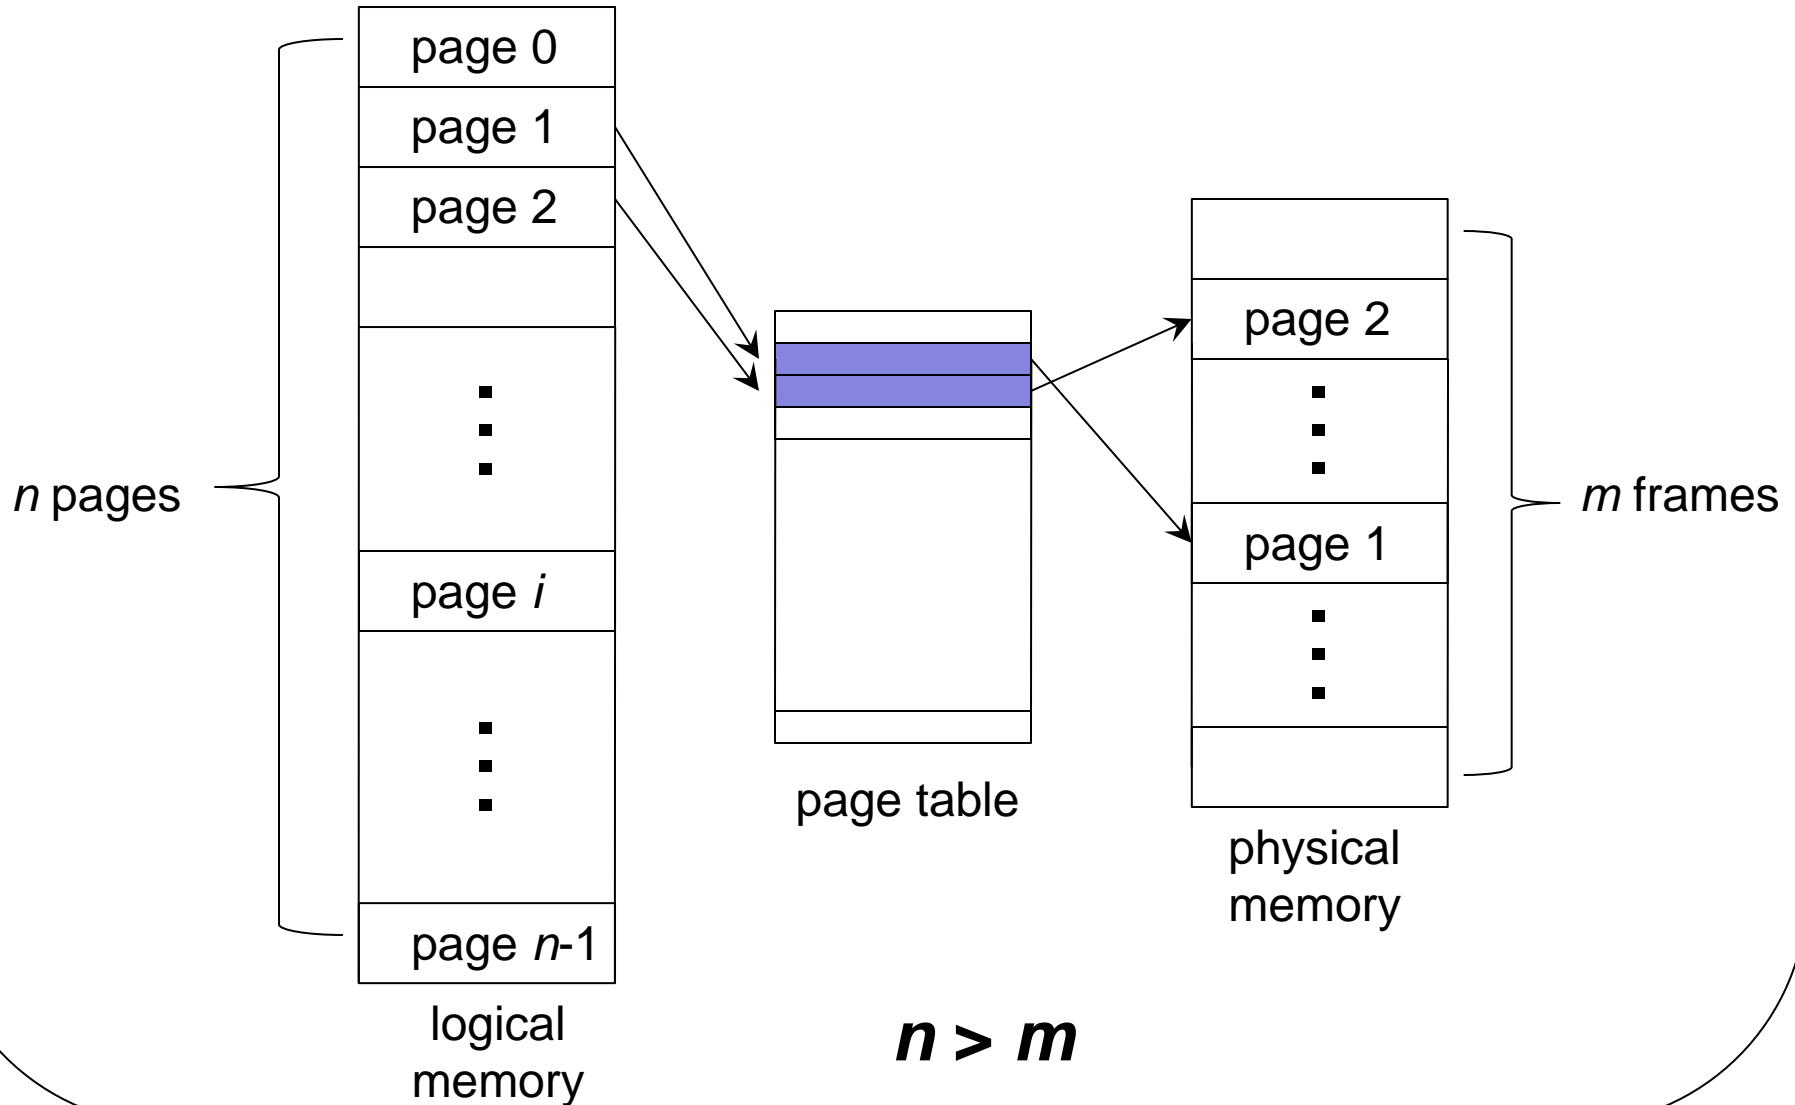 page 0
page 1
page 2
n pages
page i
page n-1
logical
memory
page table
page 2
page 1
m frames
physical
memory
n > m